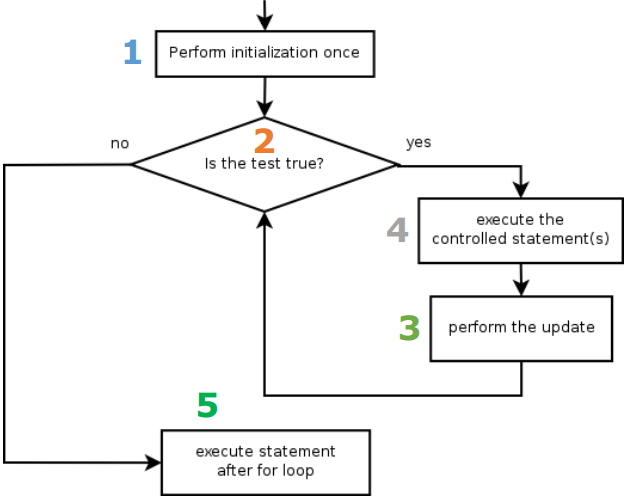 1
Perform initialization once
2
no
yes
Is the test true?
4
execute the
controlled statement(s)
3
perform the update
5
execute statement
after for loop